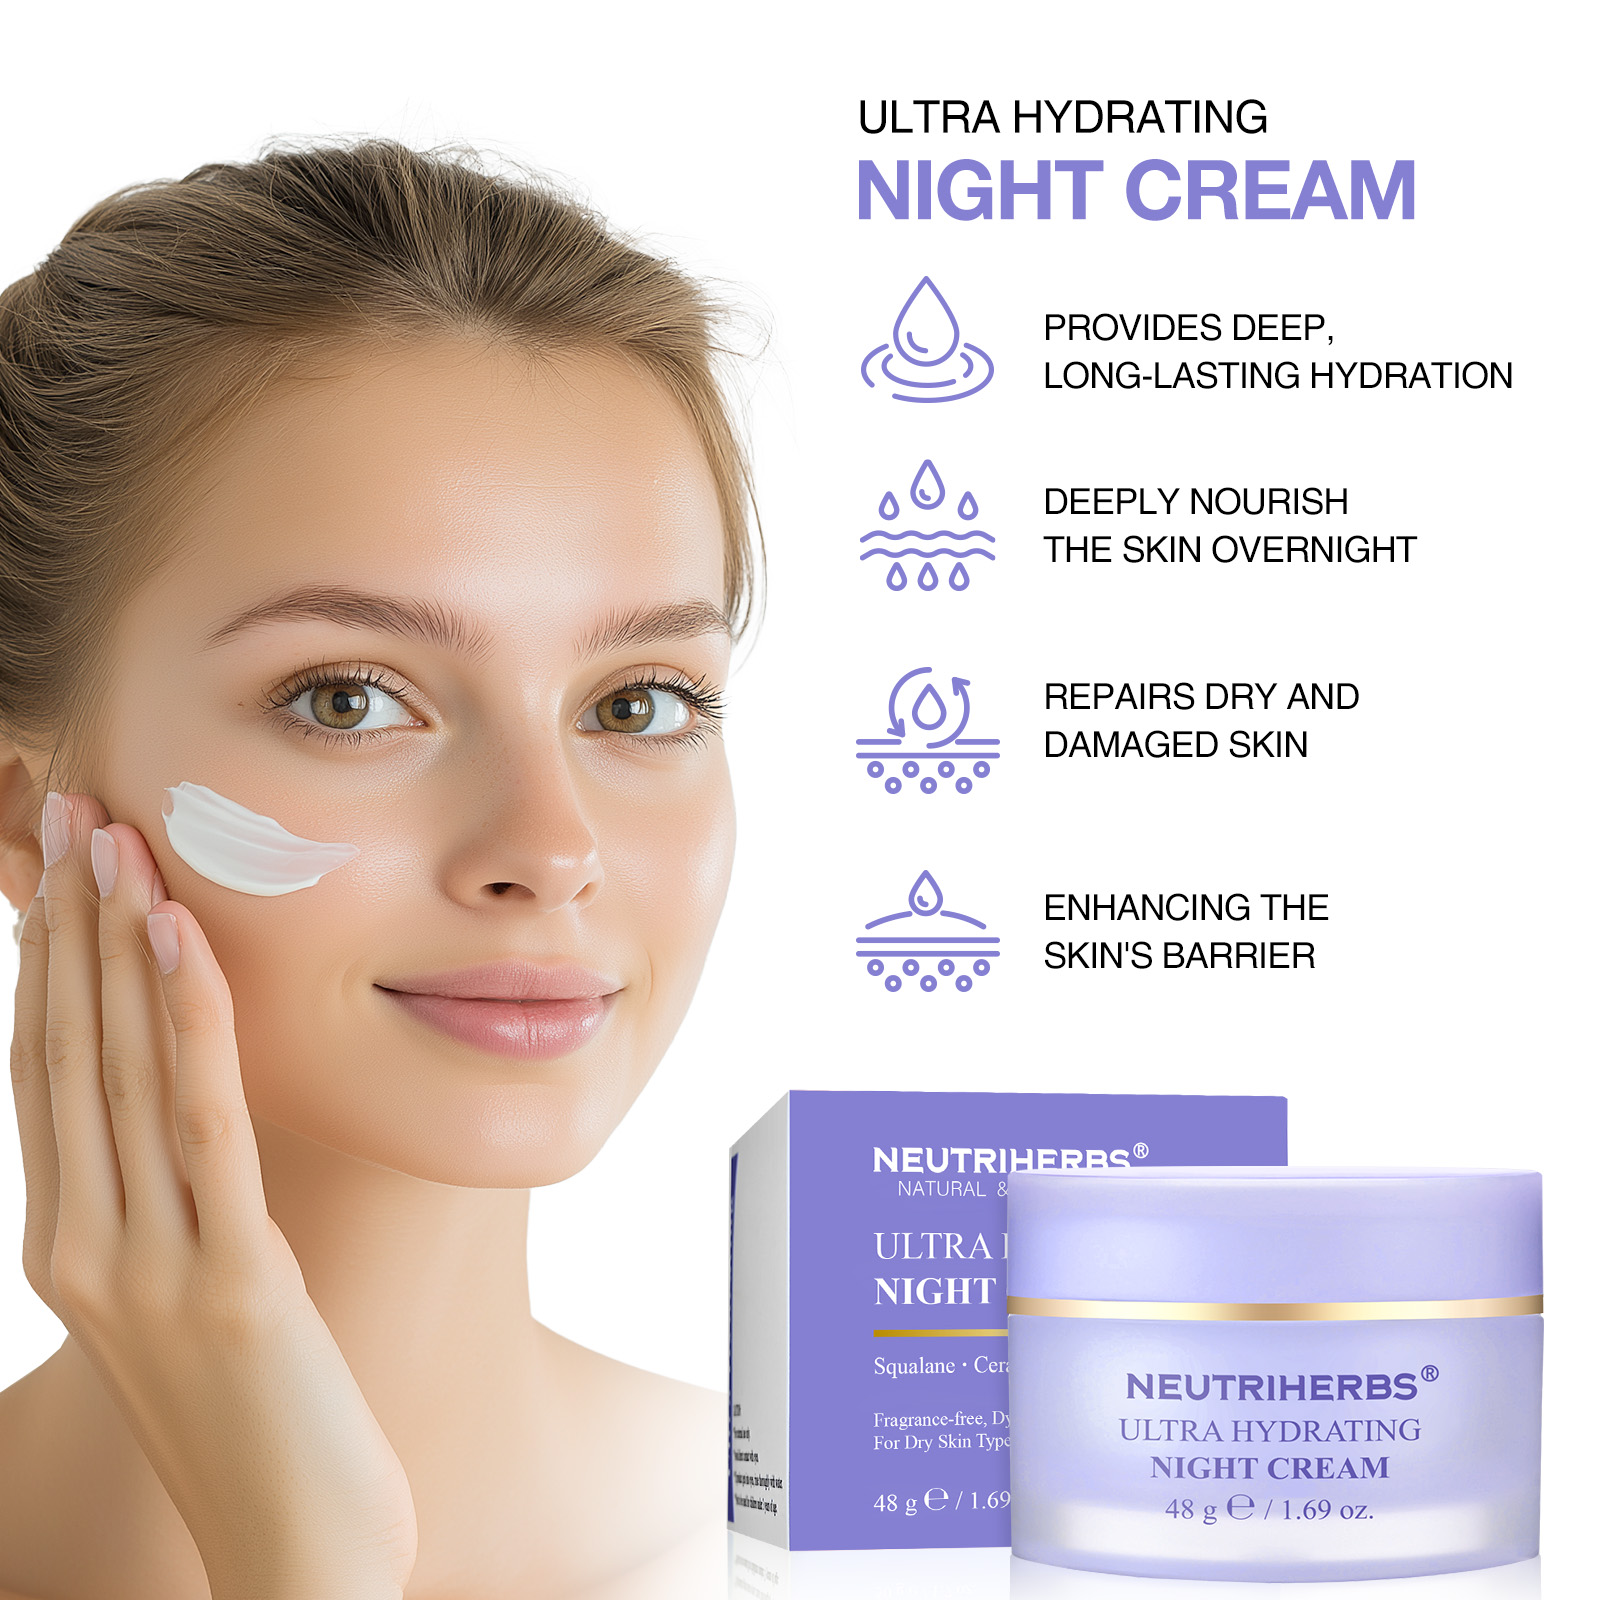 ULTRA HYDRATING
NIGHT CREAM
PROVIDES DEEP,
LONG-LASTING HYDRATION
DEEPLY NOURISH
THE SKIN OVERNIGHT
REPAIRS DRY AND
DAMAGED SKIN
ENHANCING THE
SKIN'S BARRIER
NEUTRIHERBS®
NATURAL &
ULTRA
NIGHT
Squalane ·
Fragrance-free,
For Dry Skin
48 g ℮ / 1.69
NEUTRIHERBS®
ULTRA HYDRATING
NIGHT CREAM
48 g ℮ / 1.69 oz.